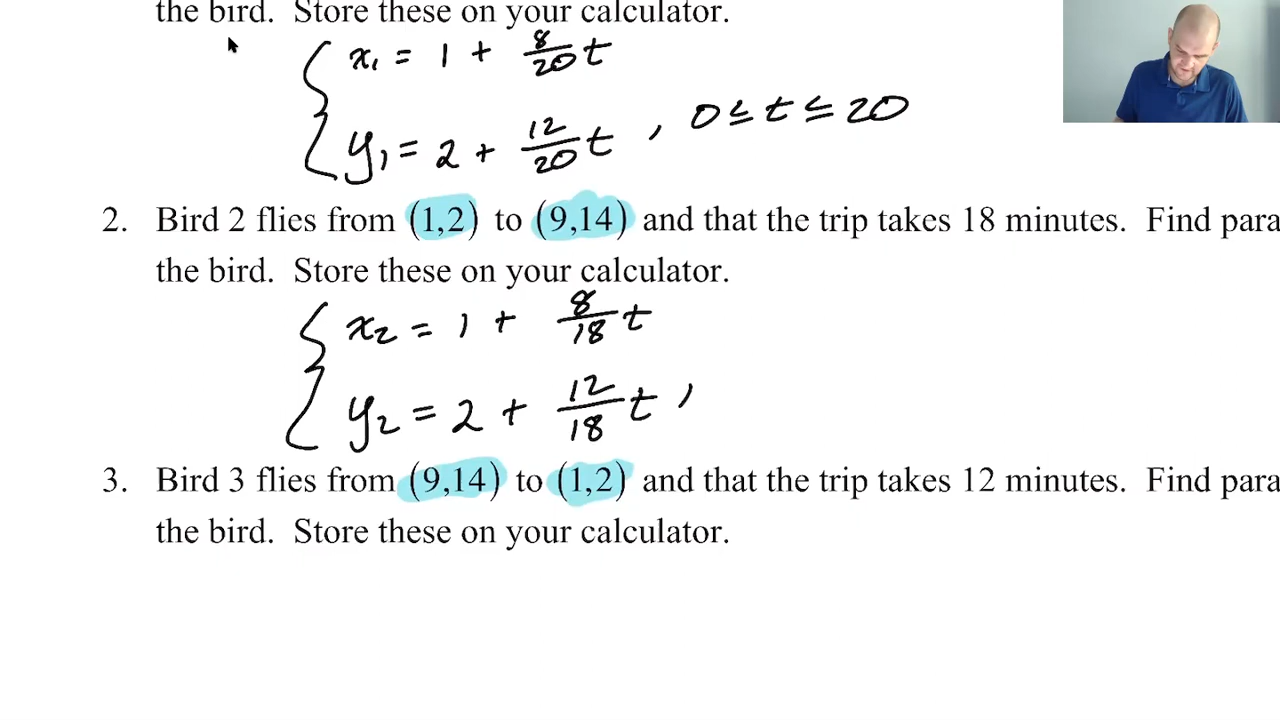 the bird. Store these on your calculator.
x₁ = 1 + 8/20 t
y₁ = 2 + 12/20 t , 0 ≤ t ≤ 20
2. Bird 2 flies from (1,2) to (9,14) and that the trip takes 18 minutes. Find para
the bird. Store these on your calculator.
x₂ = 1 + 8/18 t
y₂ = 2 + 12/18 t ,
3. Bird 3 flies from (9,14) to (1,2) and that the trip takes 12 minutes. Find para
the bird. Store these on your calculator.